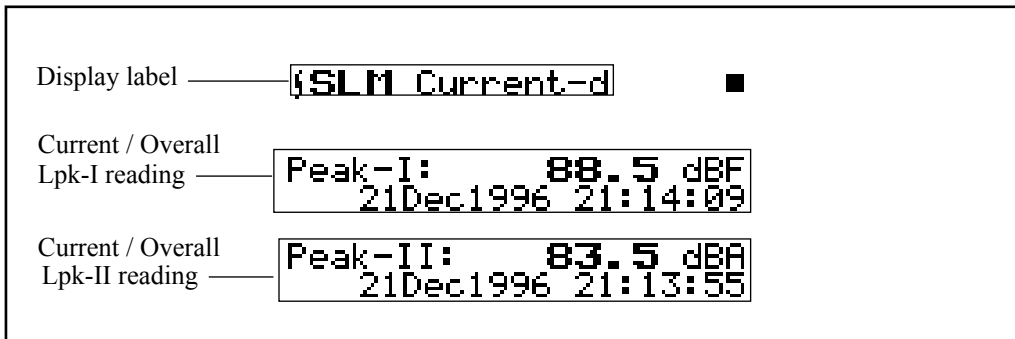 Display label
SLM Current-d
Current / Overall
Lpk-I reading
Peak-I: 88.5 dBF
21Dec1996 21:14:09
Current / Overall
Lpk-II reading
Peak-II: 83.5 dBA
21Dec1996 21:13:55